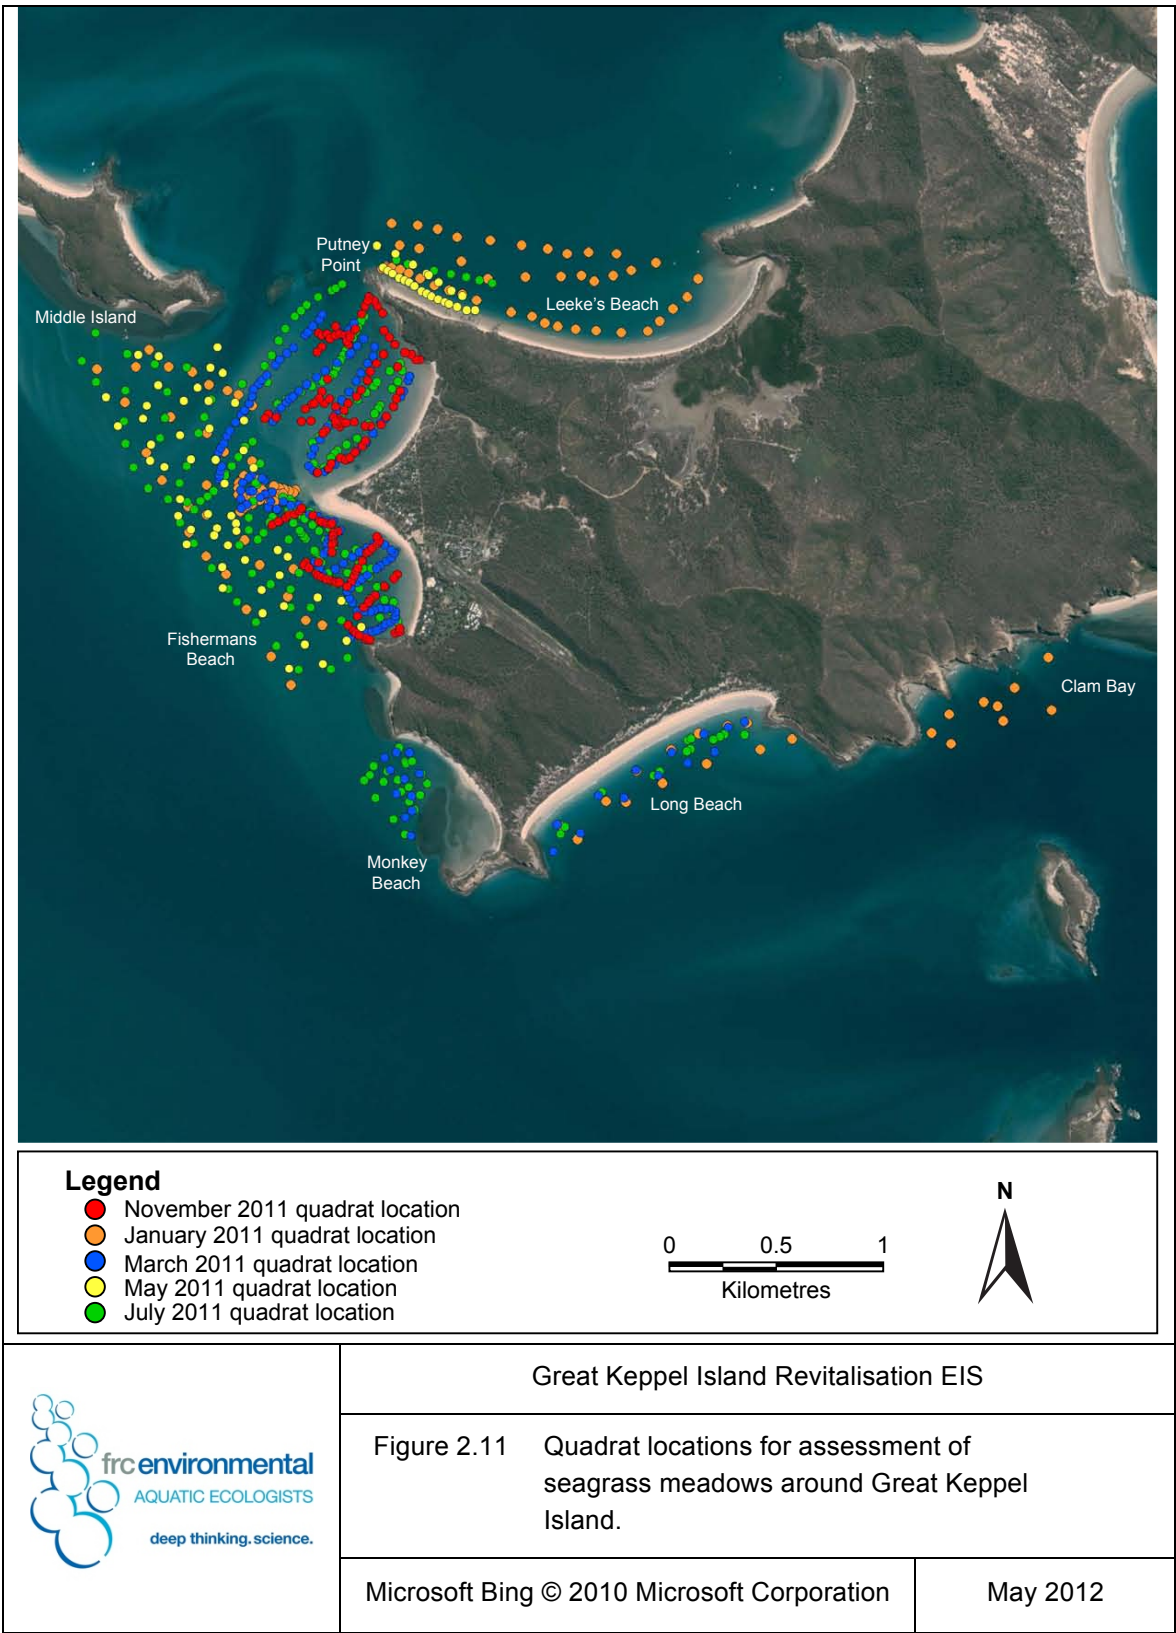 Putney
Point
Leeke's Beach
Middle Island
Fishermans
Beach
Clam Bay
Long Beach
Monkey
Beach
Legend
November 2011 quadrat location
January 2011 quadrat location
March 2011 quadrat location
May 2011 quadrat location
July 2011 quadrat location
0 0.5 1
Kilometres
N
frc environmental
AQUATIC ECOLOGISTS
deep thinking. science.
Great Keppel Island Revitalisation EIS
Figure 2.11 Quadrat locations for assessment of
seagrass meadows around Great Keppel
Island.
Microsoft Bing © 2010 Microsoft Corporation
May 2012